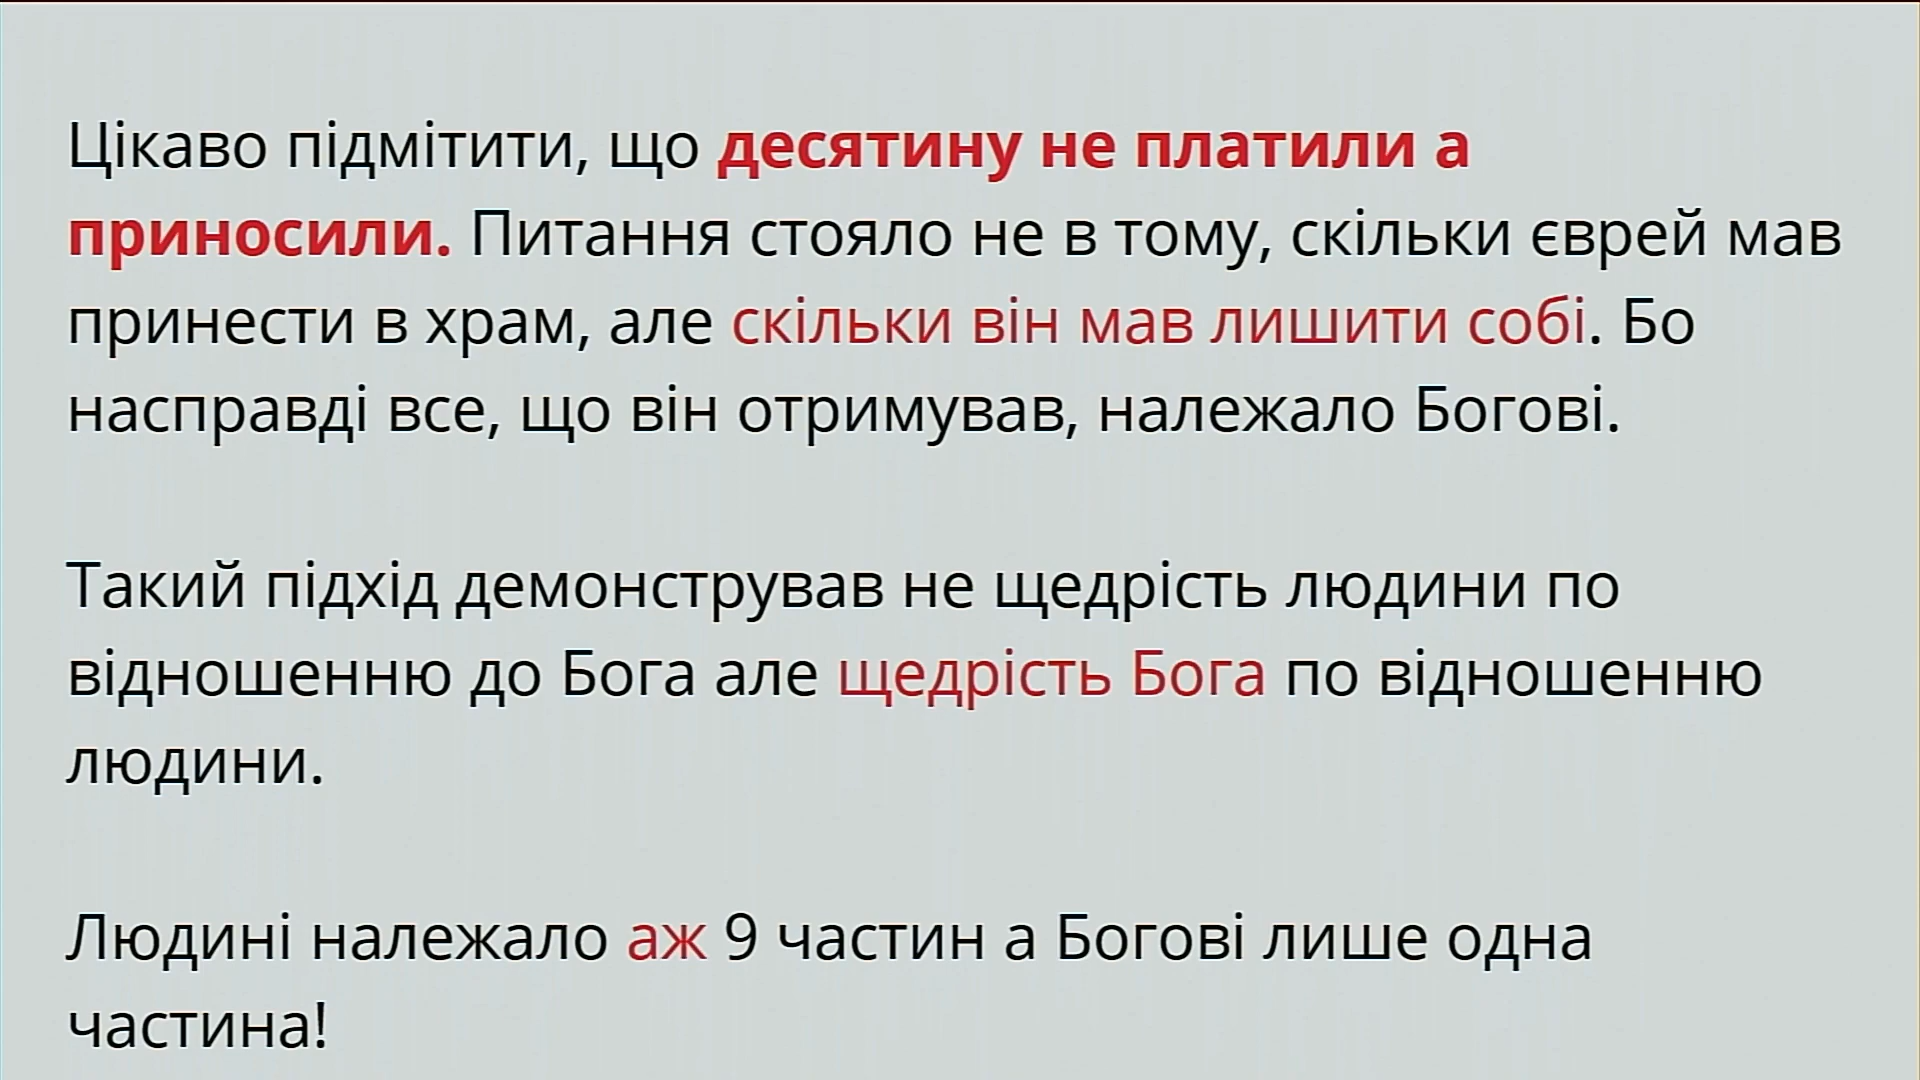 Цікаво підмітити, що десятину не платили а
приносили. Питання стояло не в тому, скільки єврей мав
принести в храм, але скільки він мав лишити собі. Бо
насправді все, що він отримував, належало Богові.
Такий підхід демонстрував не щедрість людини по
відношенню до Бога але щедрість Бога по відношенню
людини.
Людині належало аж 9 частин а Богові лише одна
частина!